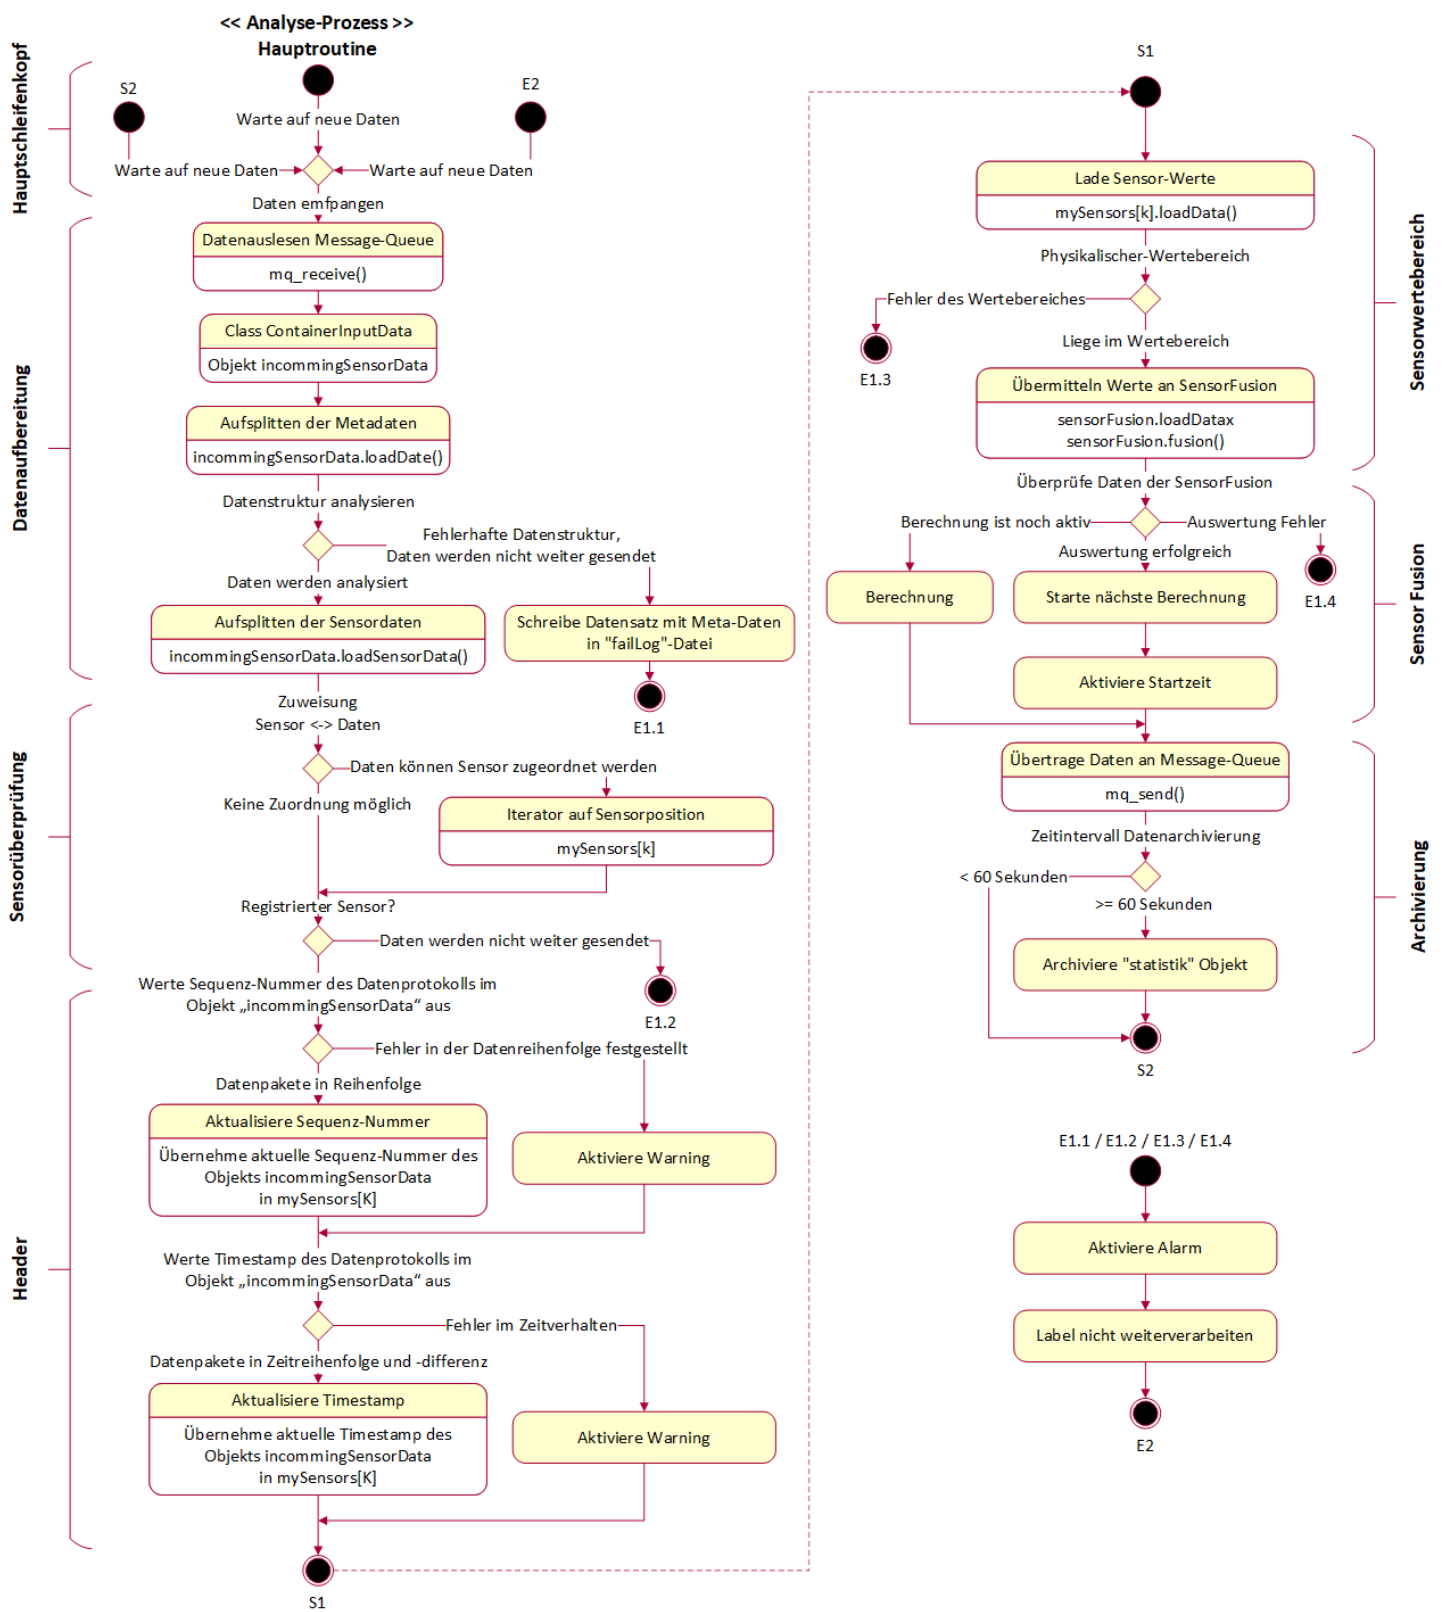 << Analyse-Prozess >>
Hauptroutine
Hauptschleifenkopf
S2
E2
Warte auf neue Daten
Warte auf neue Daten
Warte auf neue Daten
Daten emfpangen
Datenaufbereitung
Datenauslesen Message-Queue
mq_receive()
Class ContainerInputData
Objekt incommingSensorData
Aufsplitten der Metadaten
incommingSensorData.loadDate()
Datenstruktur analysieren
Fehlerhafte Datenstruktur,
Daten werden nicht weiter gesendet
Daten werden analysiert
Aufsplitten der Sensordaten
incommingSensorData.loadSensorData()
Schreibe Datensatz mit Meta-Daten
in "failLog"-Datei
E1.1
Sensorüberprüfung
Zuweisung
Sensor <-> Daten
Daten können Sensor zugeordnet werden
Keine Zuordnung möglich
Iterator auf Sensorposition
mySensors[k]
Registrierter Sensor?
Daten werden nicht weiter gesendet
E1.2
Header
Werte Sequenz-Nummer des Datenprotokolls im
Objekt „incommingSensorData“ aus
Fehler in der Datenreihenfolge festgestellt
Datenpakete in Reihenfolge
Aktualisiere Sequenz-Nummer
Übernehme aktuelle Sequenz-Nummer des
Objekts incommingSensorData
in mySensors[K]
Aktiviere Warning
Werte Timestamp des Datenprotokolls im
Objekt „incommingSensorData“ aus
Fehler im Zeitverhalten
Datenpakete in Zeitreihenfolge und -differenz
Aktualisiere Timestamp
Übernehme aktuelle Timestamp des
Objekts incommingSensorData
in mySensors[K]
Aktiviere Warning
S1
S1
Sensorwertebereich
Lade Sensor-Werte
mySensors[k].loadData()
Physikalischer-Wertebereich
Fehler des Wertebereiches
E1.3
Liege im Wertebereich
Übermitteln Werte an SensorFusion
sensorFusion.loadDatax
sensorFusion.fusion()
Sensor Fusion
Überprüfe Daten der SensorFusion
Berechnung ist noch aktiv
Auswertung Fehler
Auswertung erfolgreich
E1.4
Berechnung
Starte nächste Berechnung
Aktiviere Startzeit
Archivierung
Übertrage Daten an Message-Queue
mq_send()
Zeitintervall Datenarchivierung
< 60 Sekunden
>= 60 Sekunden
Archiviere "statistik" Objekt
S2
E1.1 / E1.2 / E1.3 / E1.4
Aktiviere Alarm
Label nicht weiterverarbeiten
E2